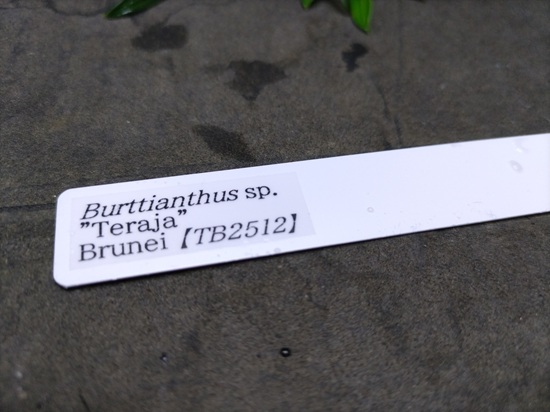 Burttianthus sp.
”Teraja”
Brunei【TB2512】